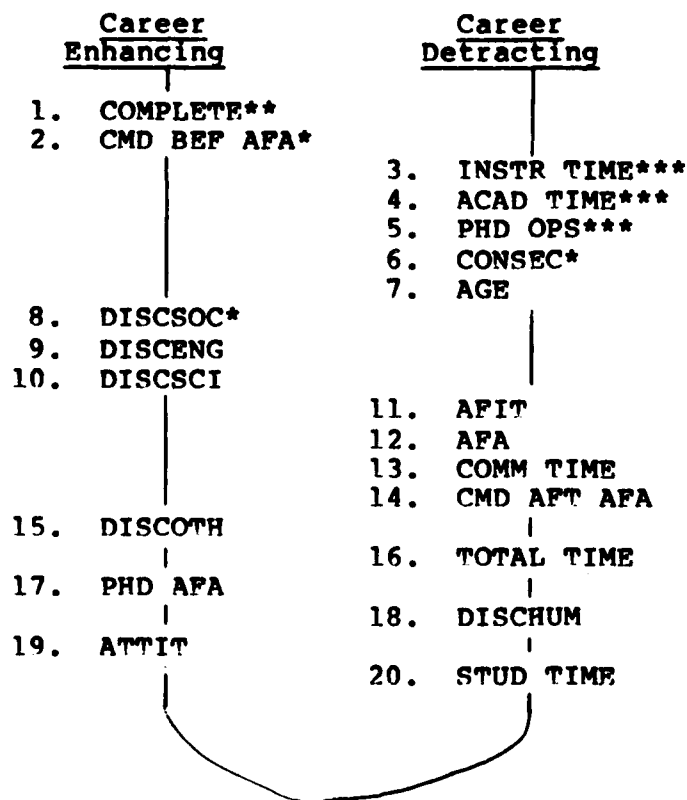 Career Enhancing
Career Detracting
1. COMPLETE**
2. CMD BEF AFA*
3. INSTR TIME***
4. ACAD TIME***
5. PHD OPS***
6. CONSEC*
7. AGE
8. DISCSOC*
9. DISCENG
10. DISCSCI
11. AFIT
12. AFA
13. COMM TIME
14. CMD AFT AFA
15. DISCOTH
16. TOTAL TIME
17. PHD AFA
18. DISCHUM
19. ATTIT
20. STUD TIME